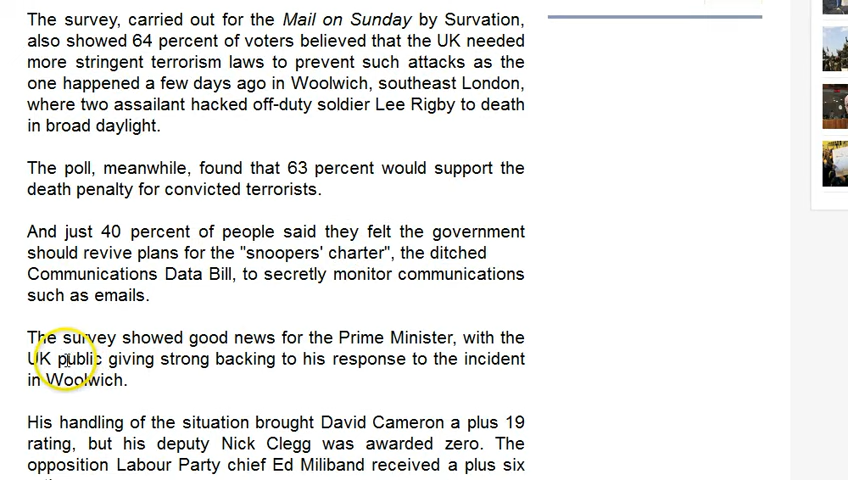 The survey, carried out for the Mail on Sunday by Survation,
also showed 64 percent of voters believed that the UK needed
more stringent terrorism laws to prevent such attacks as the
one happened a few days ago in Woolwich, southeast London,
where two assailant hacked off-duty soldier Lee Rigby to death
in broad daylight.
The poll, meanwhile, found that 63 percent would support the
death penalty for convicted terrorists.
And just 40 percent of people said they felt the government
should revive plans for the "snoopers' charter", the ditched
Communications Data Bill, to secretly monitor communications
such as emails.
The survey showed good news for the Prime Minister, with the
UK public giving strong backing to his response to the incident
in Woolwich.
His handling of the situation brought David Cameron a plus 19
rating, but his deputy Nick Clegg was awarded zero. The
opposition Labour Party chief Ed Miliband received a plus six